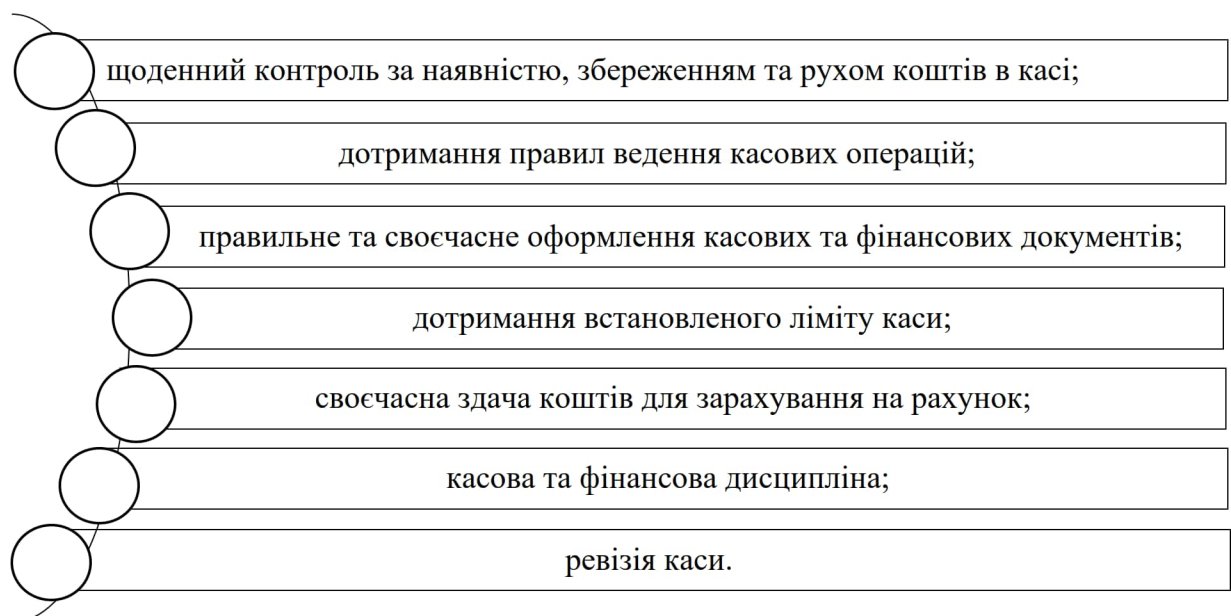 щоденний контроль за наявністю, збереженням та рухом коштів в касі;
дотримання правил ведення касових операцій;
правильне та своєчасне оформлення касових та фінансових документів;
дотримання встановленого ліміту каси;
своєчасна здача коштів для зарахування на рахунок;
касова та фінансова дисципліна;
ревізія каси.